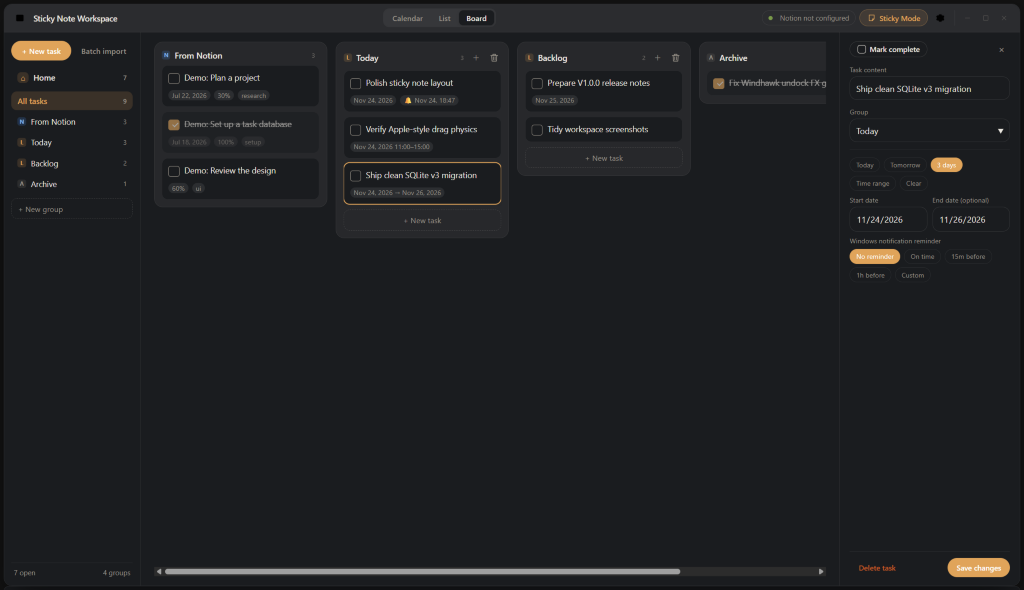 Sticky Note Workspace
Calendar List Board
Notion not configured
Sticky Mode
+ New task Batch import
Home 7
All tasks 9
N From Notion 3
L Today 3
L Backlog 2
A Archive 1
+ New group
7 open 4 groups
N From Notion 3
Demo: Plan a project
Jul 22, 2026 30% research
Demo: Set up a task database
Jul 18, 2026 100% setup
Demo: Review the design
60% ui
L Today 3 +
Polish sticky note layout
Nov 24, 2026 🔔 Nov 24, 18:47
Verify Apple-style drag physics
Nov 24, 2026 11:00–15:00
Ship clean SQLite v3 migration
Nov 24, 2026 → Nov 26, 2026
+ New task
L Backlog 2 +
Prepare V1.0.0 release notes
Nov 25, 2026
Tidy workspace screenshots
+ New task
A Archive
Fix Windhawk undock FX g
Mark complete ×
Task content
Ship clean SQLite v3 migration
Group
Today
Today Tomorrow 3 days
Time range Clear
Start date End date (optional)
11/24/2026 11/26/2026
Windows notification reminder
No reminder On time 15m before
1h before Custom
Delete task Save changes